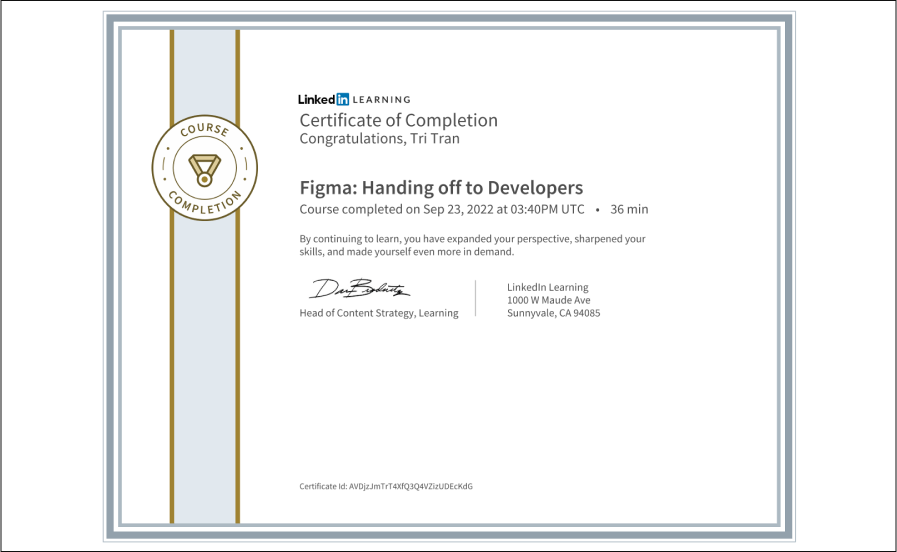 Linked in LEARNING
Certificate of Completion
Congratulations, Tri Tran
COURSE
COMPLETION
Figma: Handing off to Developers
Course completed on Sep 23, 2022 at 03:40PM UTC • 36 min
By continuing to learn, you have expanded your perspective, sharpened your
skills, and made yourself even more in demand.
Head of Content Strategy, Learning
LinkedIn Learning
1000 W Maude Ave
Sunnyvale, CA 94085
Certificate Id: AVDjzJmTrT4XfQ3Q4VZizUDEcKdG